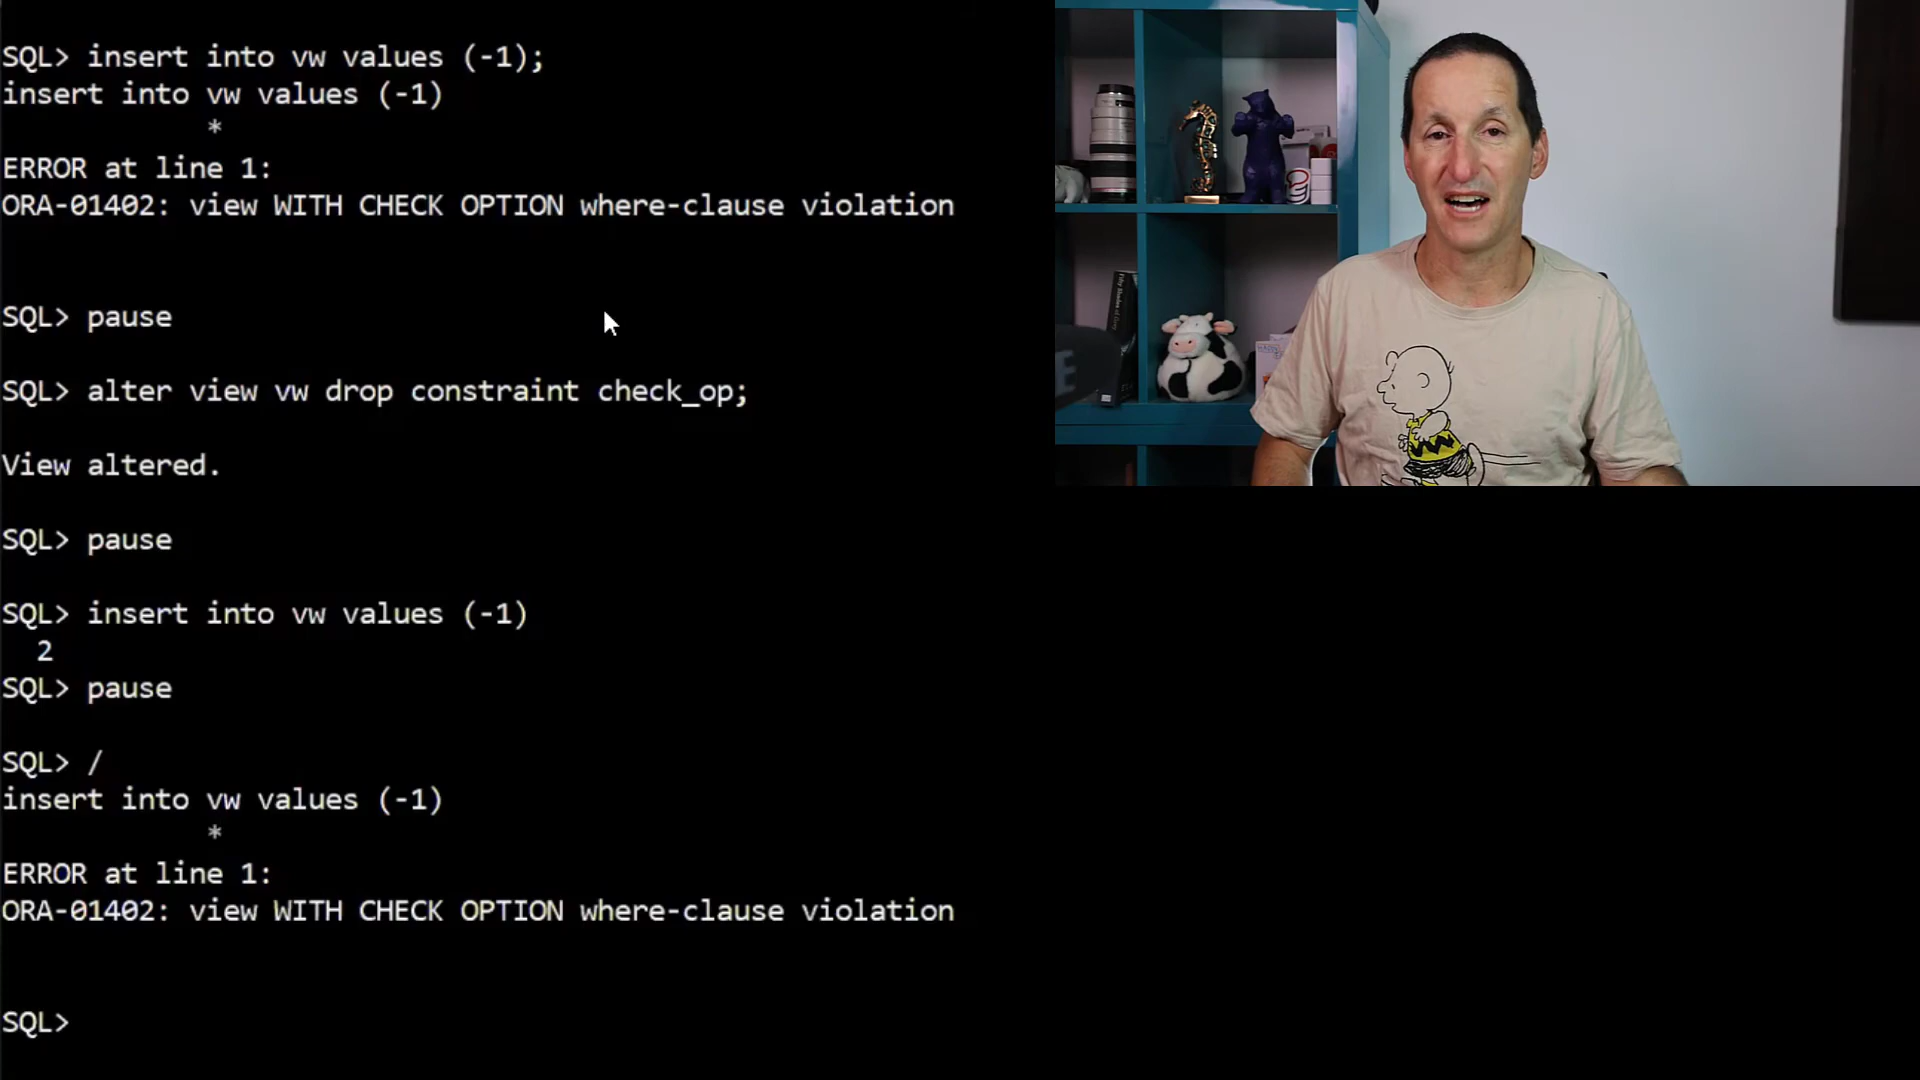 SQL> insert into vw values (-1);
insert into vw values (-1)
*
ERROR at line 1:
ORA-01402: view WITH CHECK OPTION where-clause violation
SQL> pause
SQL> alter view vw drop constraint check_op;
View altered.
SQL> pause
SQL> insert into vw values (-1)
2
SQL> pause
SQL> /
insert into vw values (-1)
*
ERROR at line 1:
ORA-01402: view WITH CHECK OPTION where-clause violation
SQL>